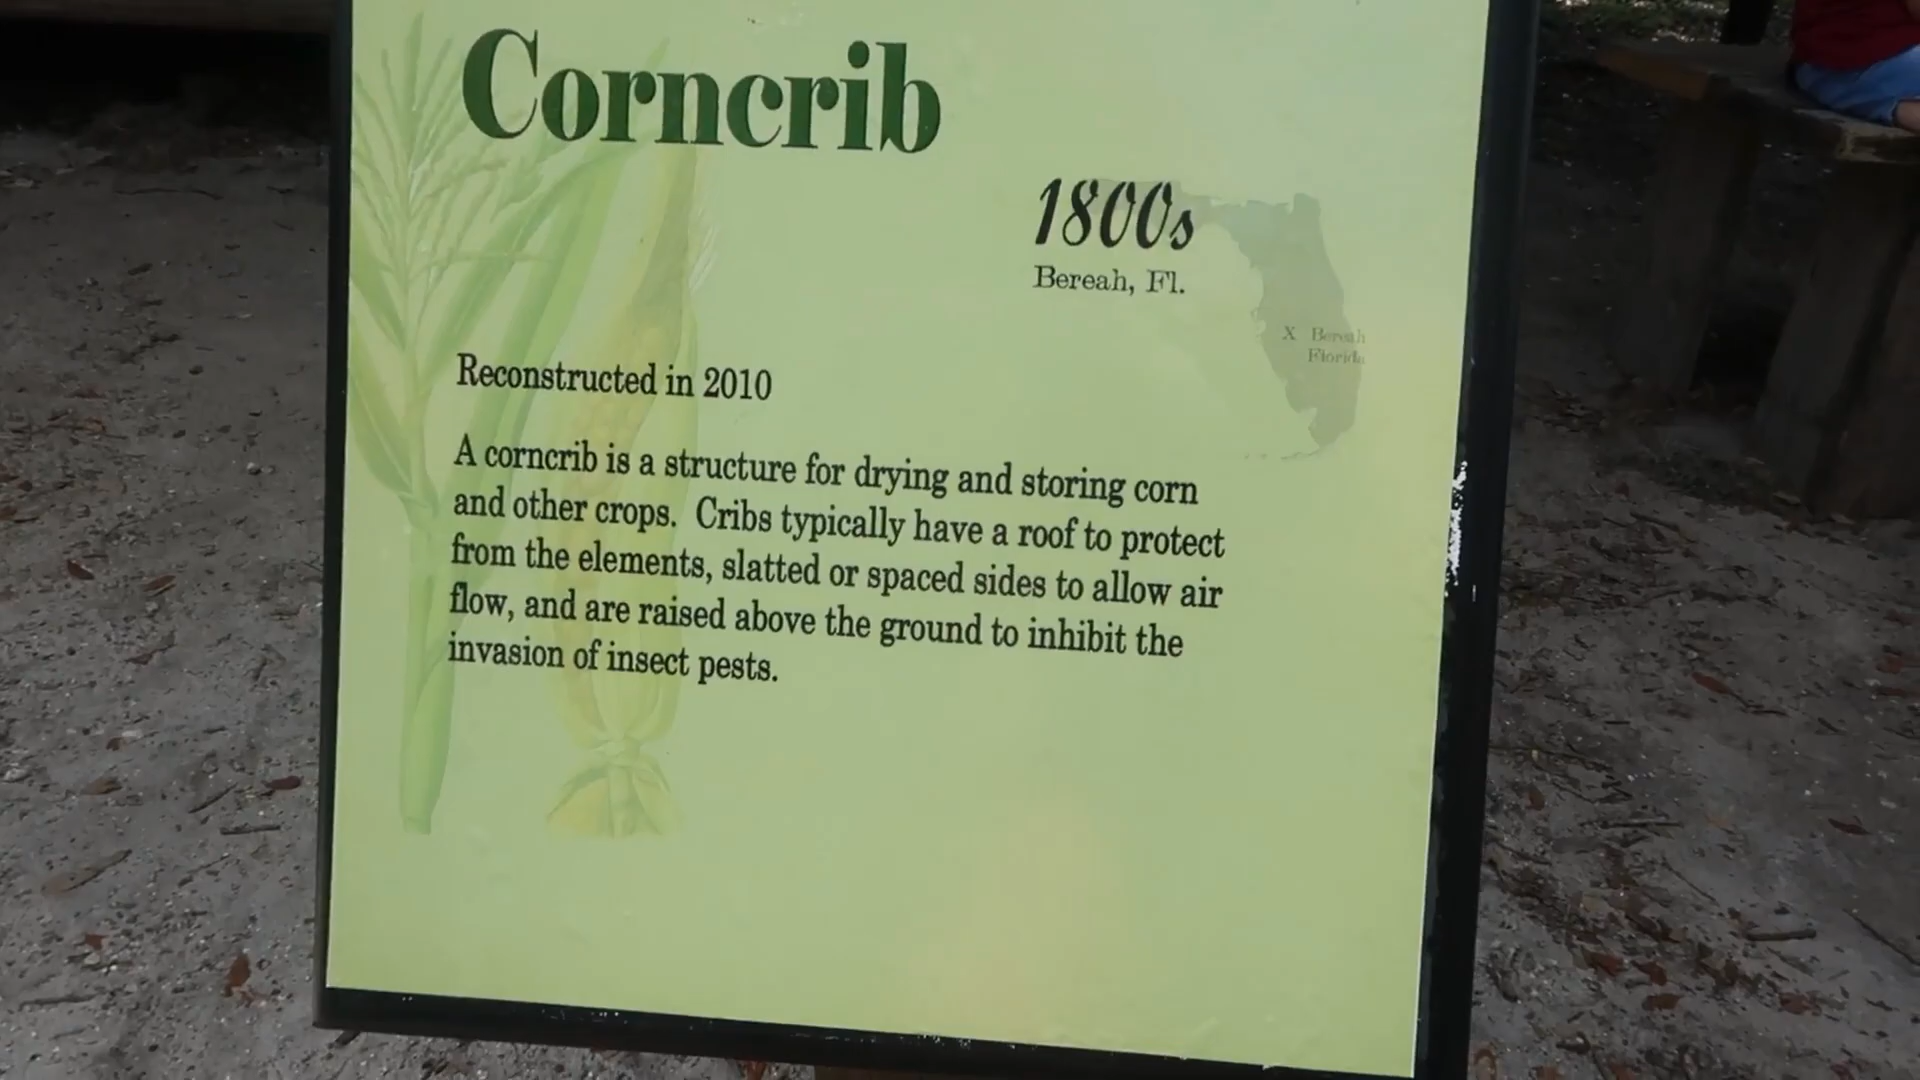 Corncrib
1800s
Bereah, Fl.
X Bereah
Florida
Reconstructed in 2010
A corncrib is a structure for drying and storing corn
and other crops. Cribs typically have a roof to protect
from the elements, slatted or spaced sides to allow air
flow, and are raised above the ground to inhibit the
invasion of insect pests.